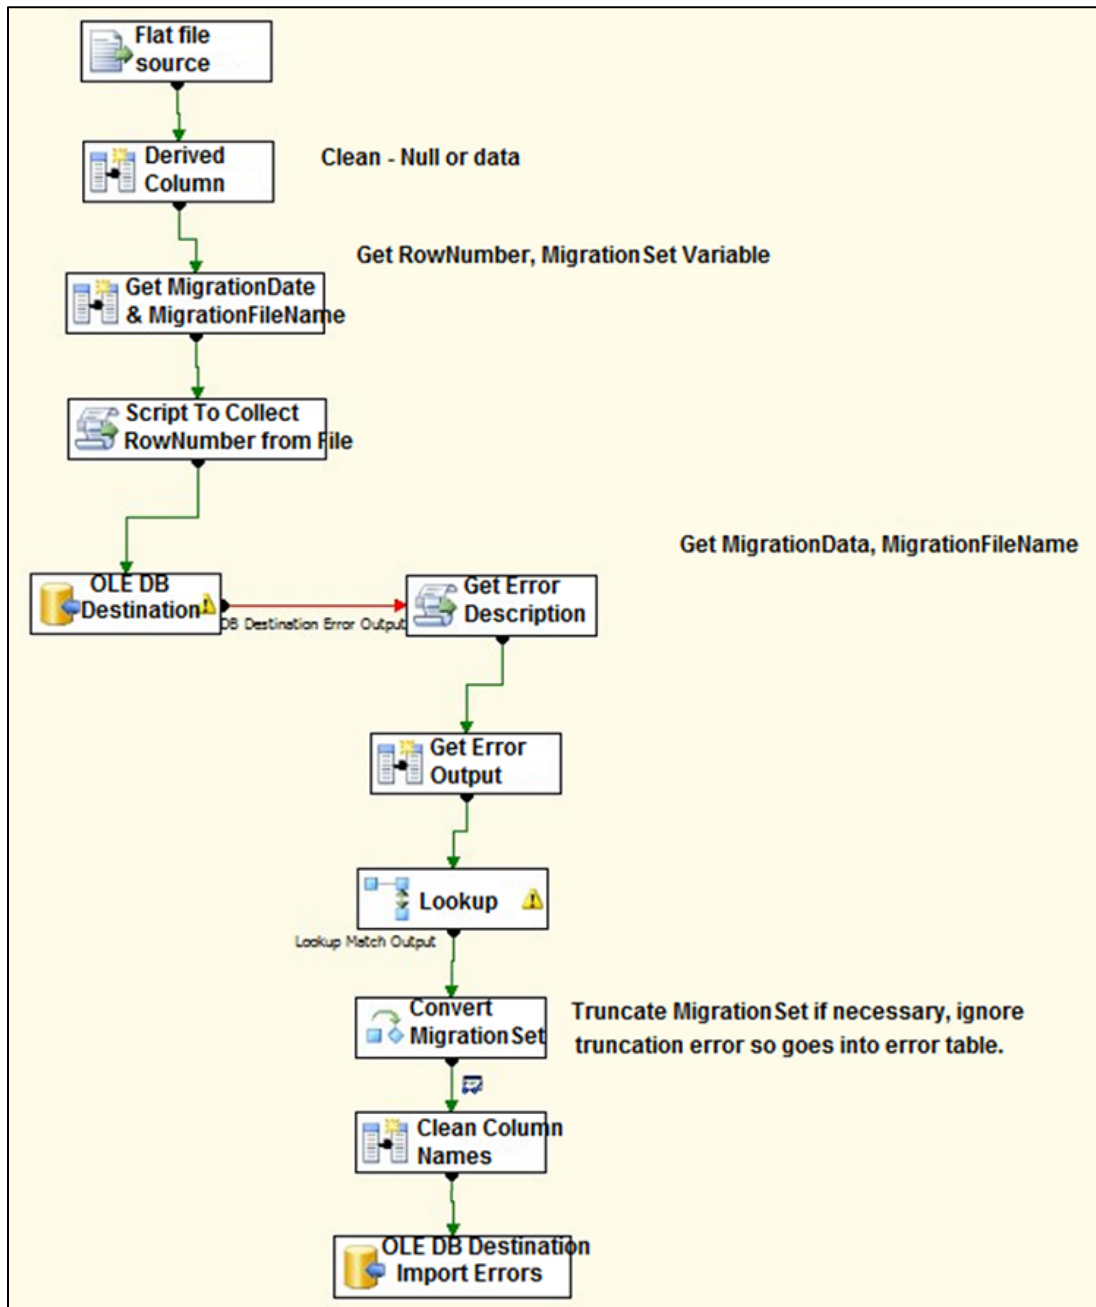 Flat file
source
Derived
Column
Clean - Null or data
Get RowNumber, MigrationSet Variable
Get MigrationDate
& MigrationFileName
Script To Collect
RowNumber from File
Get MigrationData, MigrationFileName
OLE DB
Destination
DB Destination Error Output
Get Error
Description
Get Error
Output
Lookup
Lookup Match Output
Convert
MigrationSet
Truncate MigrationSet if necessary, ignore
truncation error so goes into error table.
Clean Column
Names
OLE DB Destination
Import Errors